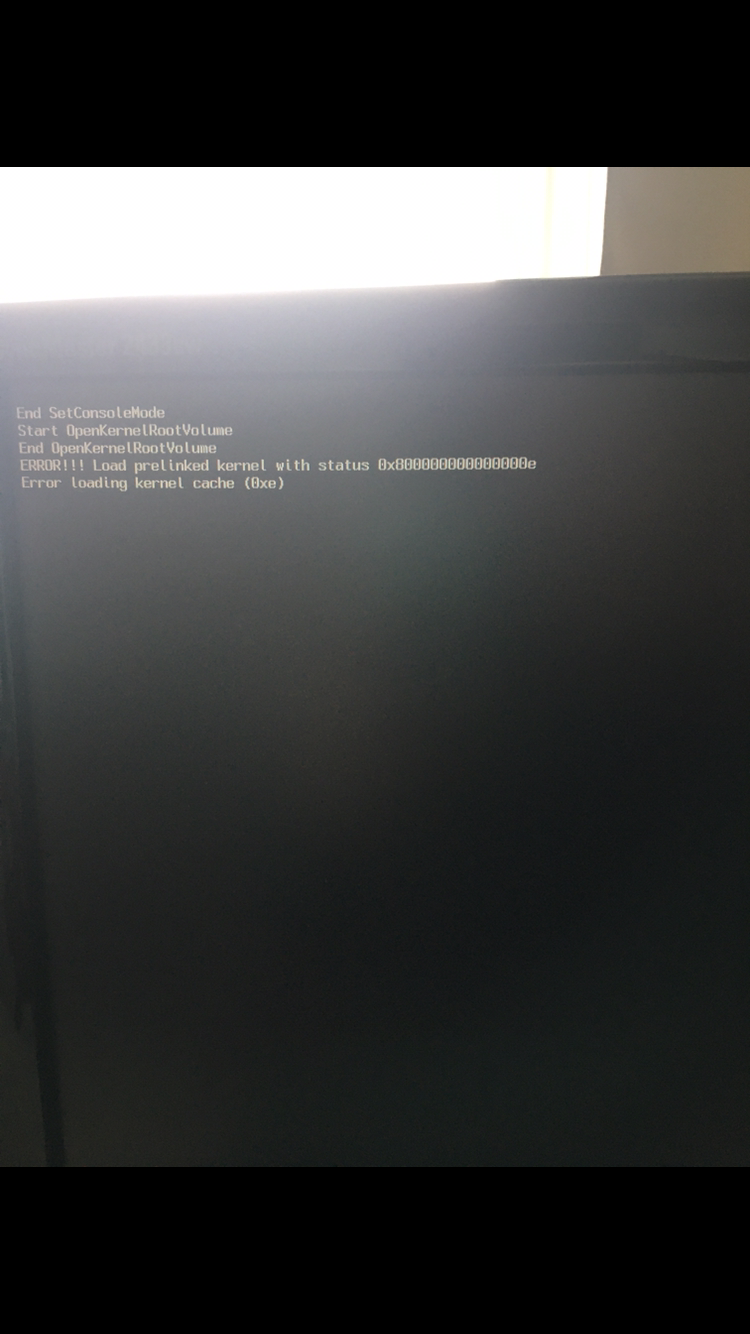 End SetConsoleMode
Start OpenKernelRootVolume
End OpenKernelRootVolume
ERROR!!! Load prelinked kernel with status 0x800000000000000e
Error loading kernel cache (0xe)